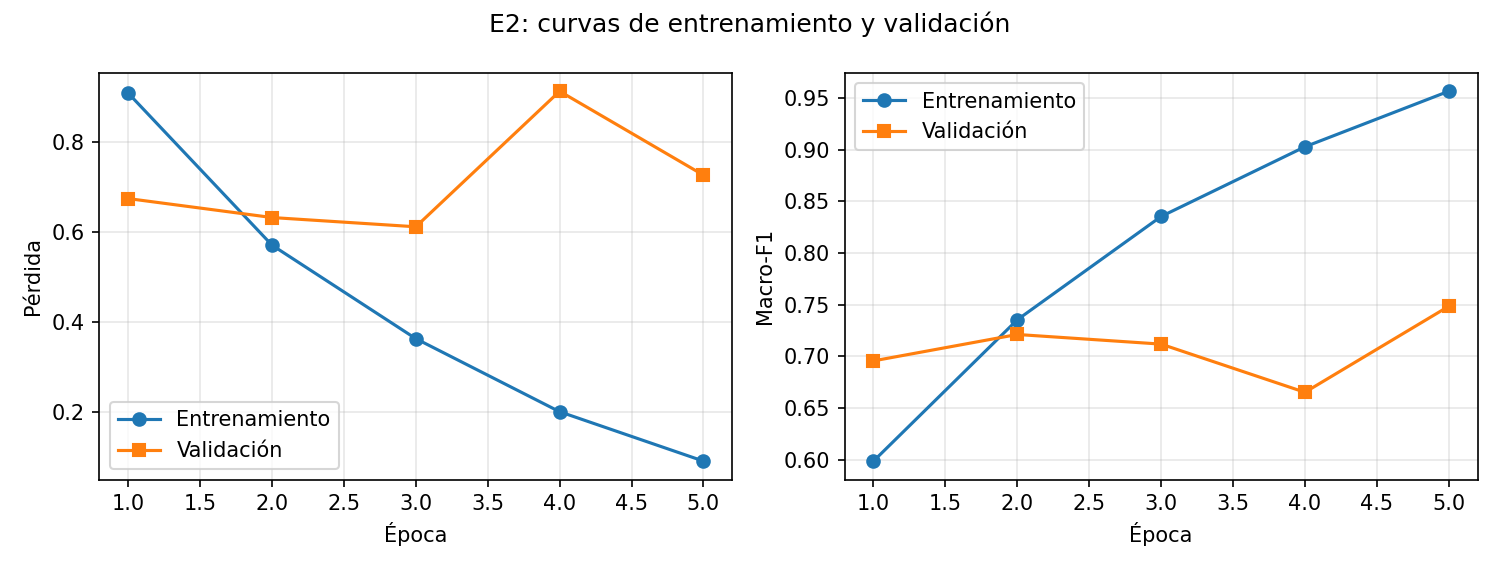 E2: curvas de entrenamiento y validación
Pérdida
0.8
0.6
0.4
0.2
Entrenamiento
Validación
1.0 1.5 2.0 2.5 3.0 3.5 4.0 4.5 5.0
Época
Macro-F1
0.95
0.90
0.85
0.80
0.75
0.70
0.65
0.60
Entrenamiento
Validación
1.0 1.5 2.0 2.5 3.0 3.5 4.0 4.5 5.0
Época